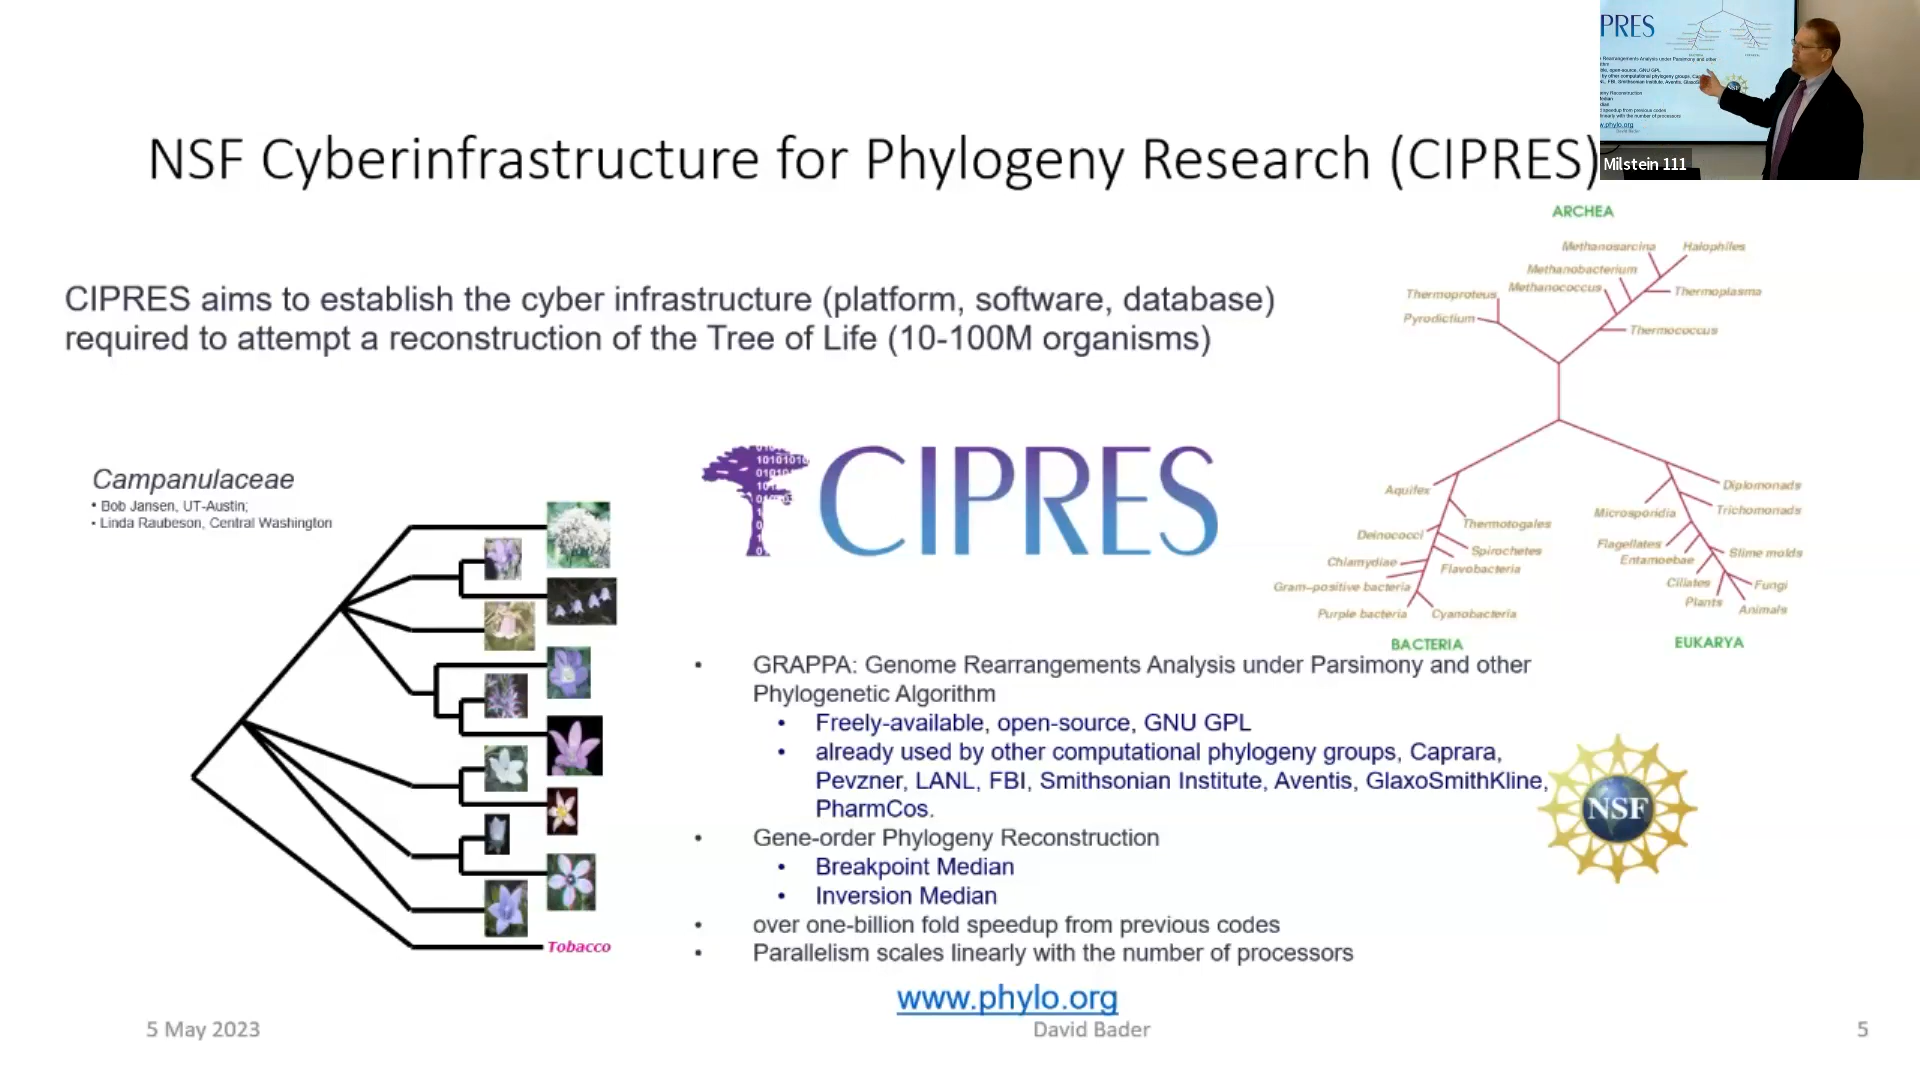 NSF Cyberinfrastructure for Phylogeny Research (CIPRES)
PRES
Milstein 111
CIPRES aims to establish the cyber infrastructure (platform, software, database)
required to attempt a reconstruction of the Tree of Life (10-100M organisms)
ARCHEA
Methanosarcina
Halophiles
Methanobacterium
Methanococcus
Thermoplasma
Thermoproteus
Pyrodictium
Thermococcus
Campanulaceae
• Bob Jansen, UT-Austin;
• Linda Raubeson, Central Washington
Tobacco
CIPRES
Aquifex
Thermotogales
Deinococci
Spirochetes
Chlamydiae
Flavobacteria
Gram-positive bacteria
Purple bacteria
Cyanobacteria
BACTERIA
Diplomonads
Microsporidia
Trichomonads
Flagellates
Slime molds
Entamoebae
Ciliates
Fungi
Plants
Animals
EUKARYA
• GRAPPA: Genome Rearrangements Analysis under Parsimony and other
Phylogenetic Algorithm
• Freely-available, open-source, GNU GPL
• already used by other computational phylogeny groups, Caprara,
Pevzner, LANL, FBI, Smithsonian Institute, Aventis, GlaxoSmithKline,
PharmCos.
• Gene-order Phylogeny Reconstruction
• Breakpoint Median
• Inversion Median
• over one-billion fold speedup from previous codes
• Parallelism scales linearly with the number of processors
NSF
www.phylo.org
5 May 2023
David Bader
5